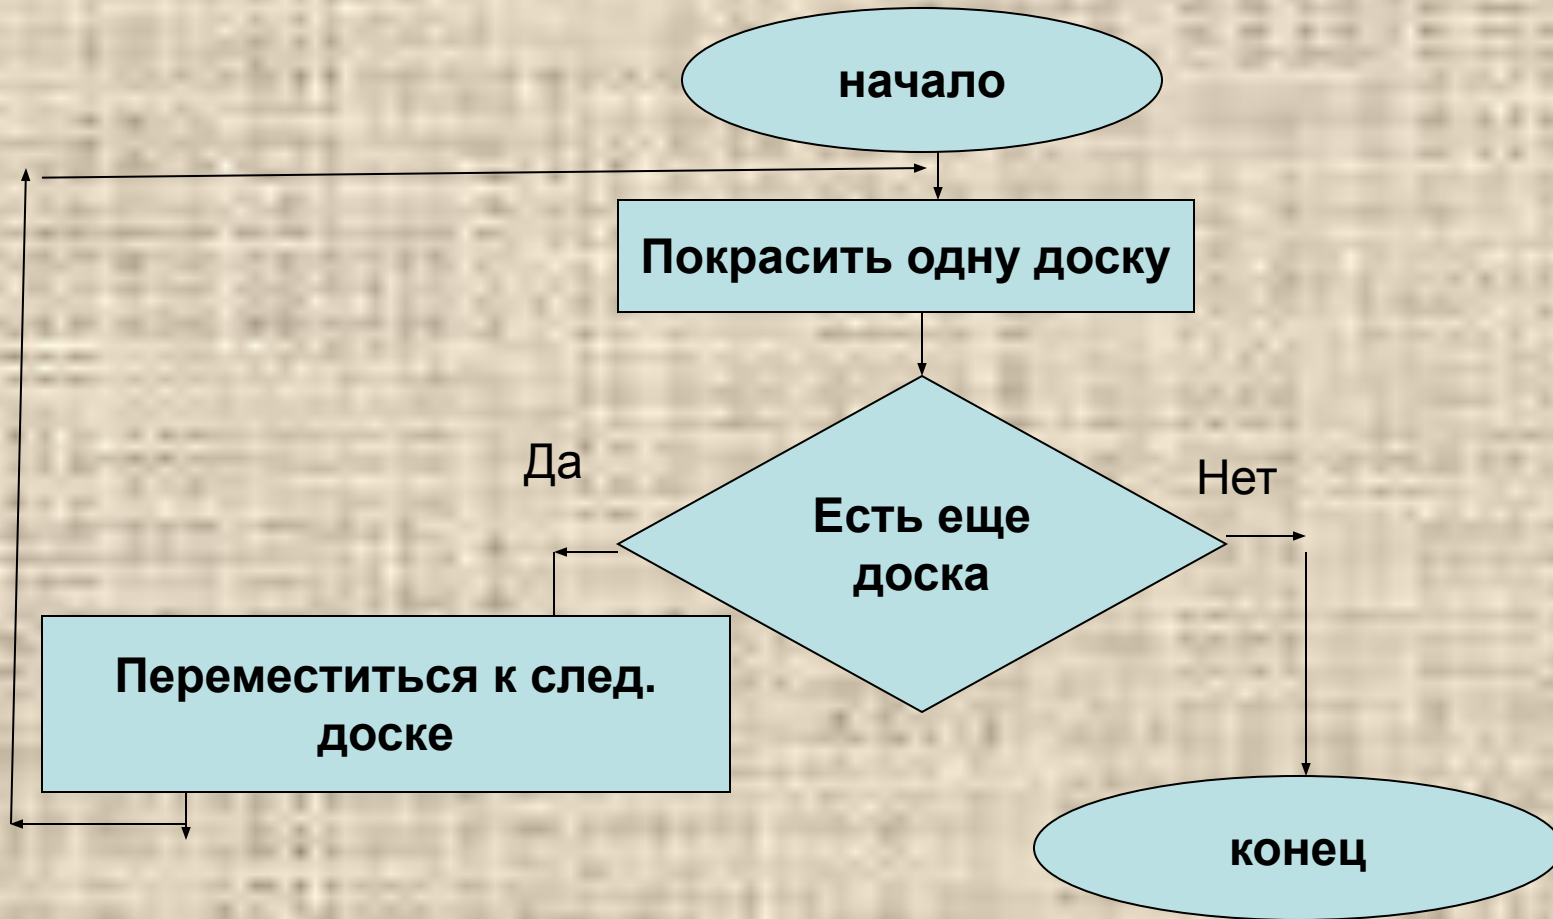 начало
Покрасить одну доску
Да
Нет
Есть еще
доска
Переместиться к след.
доске
конец